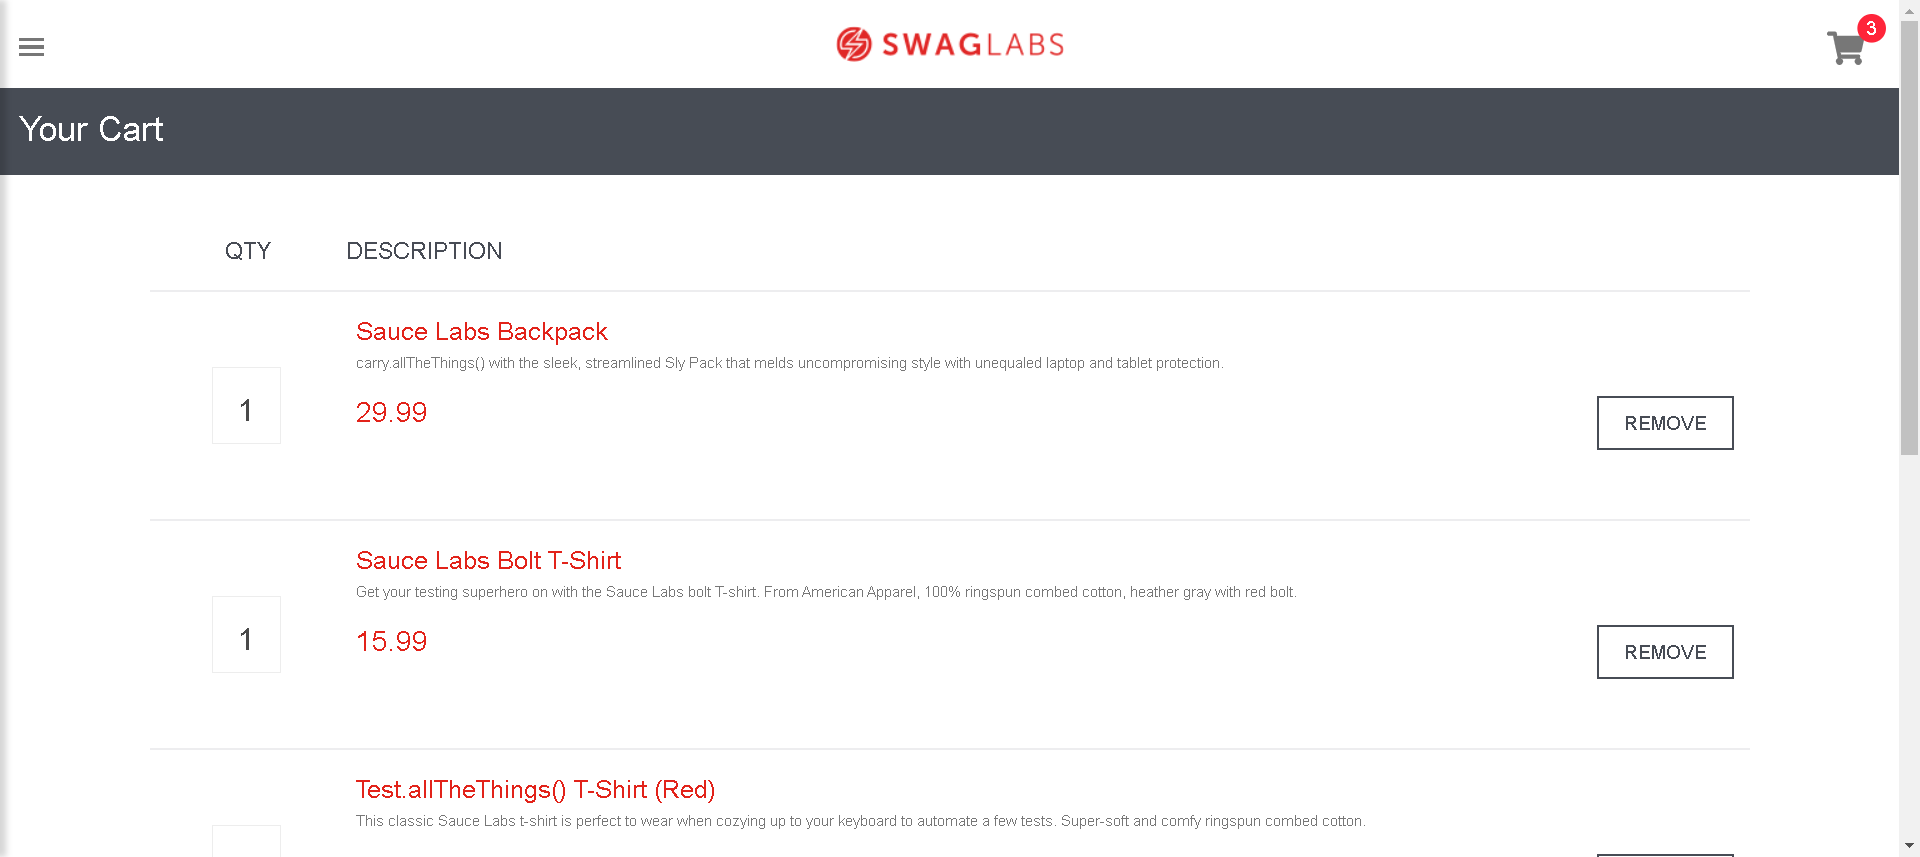 SWAGLABS
3
Your Cart
QTY DESCRIPTION
Sauce Labs Backpack
carry.allTheThings() with the sleek, streamlined Sly Pack that melds uncompromising style with unequaled laptop and tablet protection.
1
29.99
REMOVE
Sauce Labs Bolt T-Shirt
Get your testing superhero on with the Sauce Labs bolt T-shirt. From American Apparel, 100% ringspun combed cotton, heather gray with red bolt.
1
15.99
REMOVE
Test.allTheThings() T-Shirt (Red)
This classic Sauce Labs t-shirt is perfect to wear when cozying up to your keyboard to automate a few tests. Super-soft and comfy ringspun combed cotton.